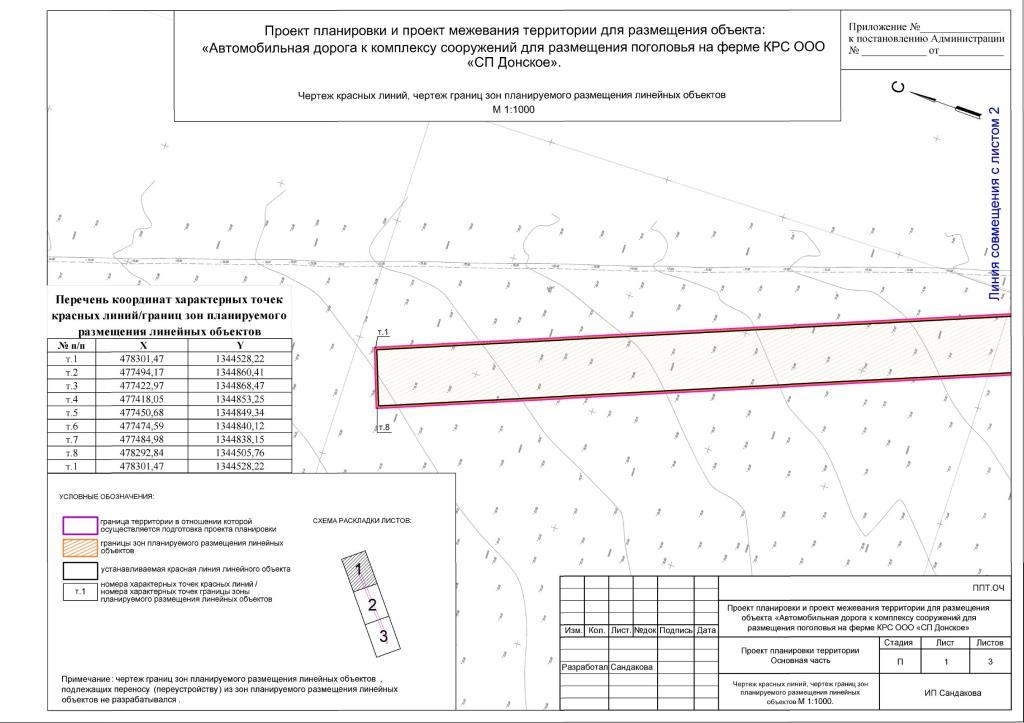 Проект планировки и проект межевания территории для размещения объекта:
«Автомобильная дорога к комплексу сооружений для размещения поголовья на ферме КРС ООО
«СП Донское».
Чертеж красных линий, чертеж границ зон планируемого размещения линейных объектов
М 1:1000
Приложение №
к постановлению Администрации
№ от
С
Линия совмещения с листом 2
Перечень координат характерных точек
красных линий/границ зон планируемого
размещения линейных объектов
№ п/п X Y
т.1 478301,47 1344528,22
т.2 477494,17 1344860,41
т.3 477422,97 1344868,47
т.4 477418,05 1344853,25
т.5 477450,68 1344849,34
т.6 477474,59 1344840,12
т.7 477484,98 1344838,15
т.8 478292,84 1344505,76
т.1 478301,47 1344528,22
т.1
т.8
УСЛОВНЫЕ ОБОЗНАЧЕНИЯ:
граница территории в отношении которой
осуществляется подготовка проекта планировки
границы зон планируемого размещения линейных
объектов
устанавливаемая красная линия линейного объекта
т.1
номера характерных точек красных линий /
номера характерных точек границы зоны
планируемого размещения линейных объектов
СХЕМА РАСКЛАДКИ ЛИСТОВ:
1
2
3
Примечание: чертеж границ зон планируемого размещения линейных объектов ,
подлежащих переносу (переустройству) из зон планируемого размещения линейных
объектов не разрабатывался .
ППТ.ОЧ
Проект планировки и проект межевания территории для размещения
объекта «Автомобильная дорога к комплексу сооружений для
размещения поголовья на ферме КРС ООО «СП Донское»
Изм. Кол. Лист. №док Подпись Дата
Разработал Сандакова
Проект планировки территории
Основная часть
Стадия Лист Листов
П 1 3
Чертеж красных линий, чертеж границ зон
планируемого размещения линейных
объектов М 1:1000.
ИП Сандакова